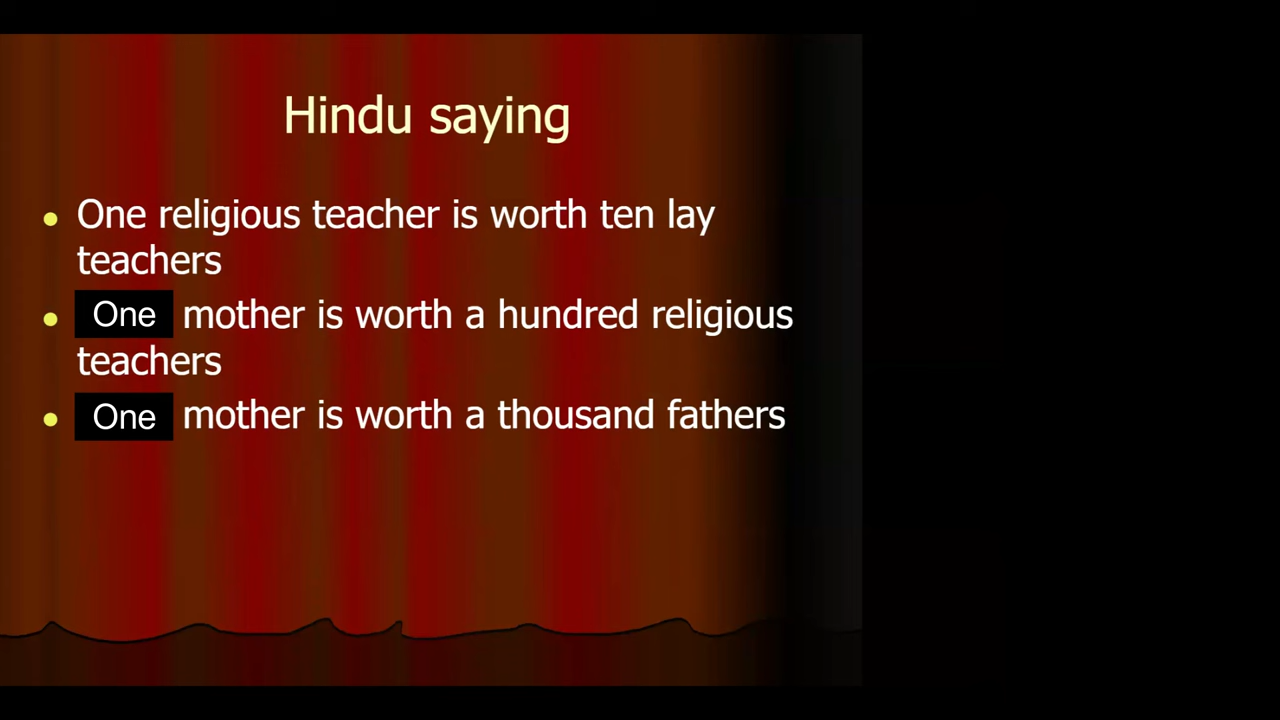 Hindu saying
One religious teacher is worth ten lay
teachers
One mother is worth a hundred religious
teachers
One mother is worth a thousand fathers